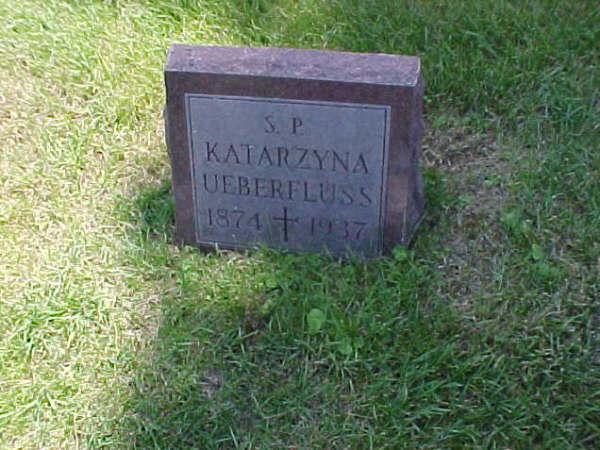 S. P.
KATARZYNA
UEBERFLUSS
1874 1937